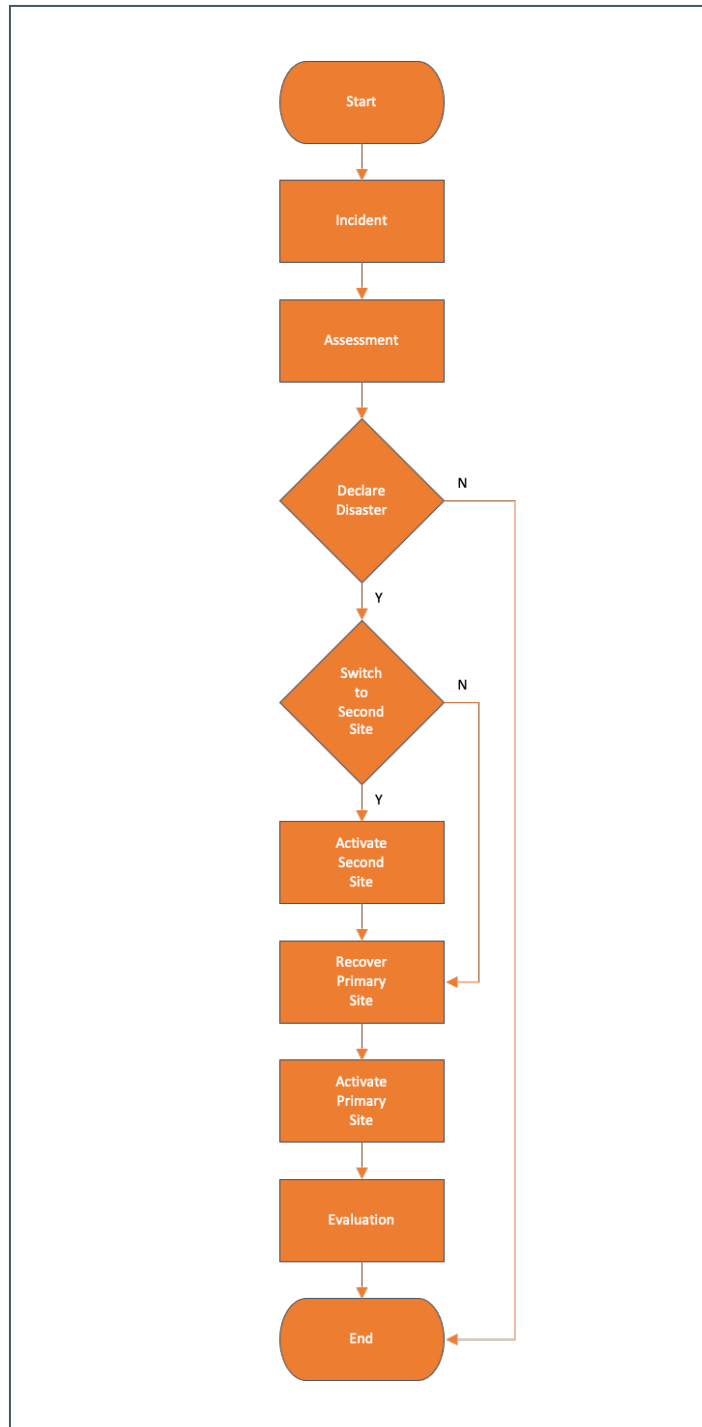 Start
Incident
Assessment
Declare
Disaster
N
Y
Switch
to
Second
Site
N
Y
Activate
Second
Site
Recover
Primary
Site
Activate
Primary
Site
Evaluation
End